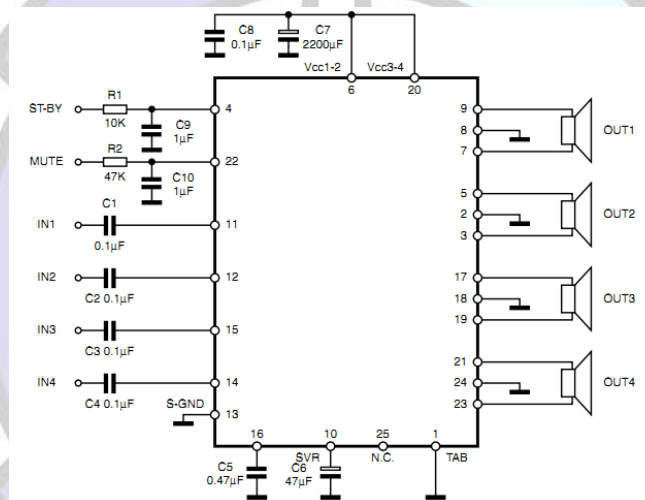 C8
0.1µF
C7
2200µF
Vcc1-2
Vcc3-4
6
20
ST-BY
R1
10K
4
C9
1µF
MUTE
R2
47K
22
C10
1µF
IN1
C1
0.1µF
11
IN2
C2 0.1µF
12
IN3
C3 0.1µF
15
IN4
C4 0.1µF
14
S-GND
13
9
8
7
OUT1
5
2
3
OUT2
17
18
19
OUT3
21
24
23
OUT4
16
10
25
1
SVR
N.C.
TAB
C5
0.47µF
C6
47µF